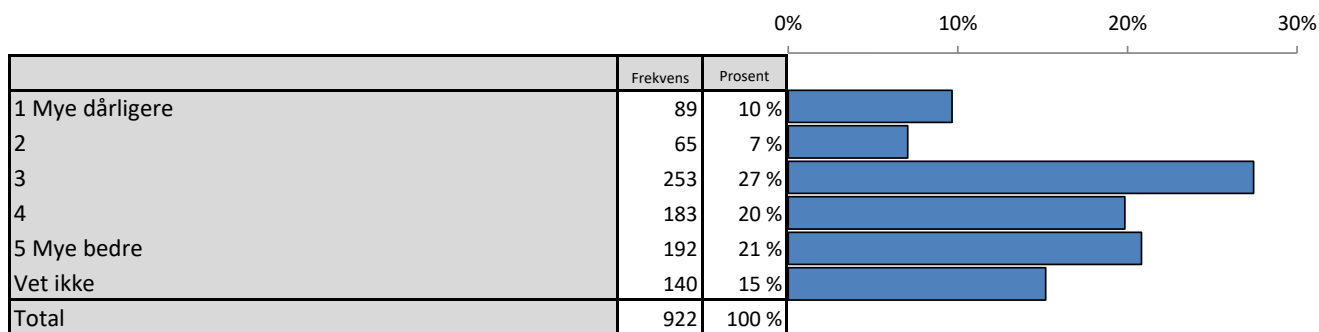 0% 10% 20% 30%
Frekvens Prosent
1 Mye dårligere 89 10 %
2 65 7 %
3 253 27 %
4 183 20 %
5 Mye bedre 192 21 %
Vet ikke 140 15 %
Total 922 100 %